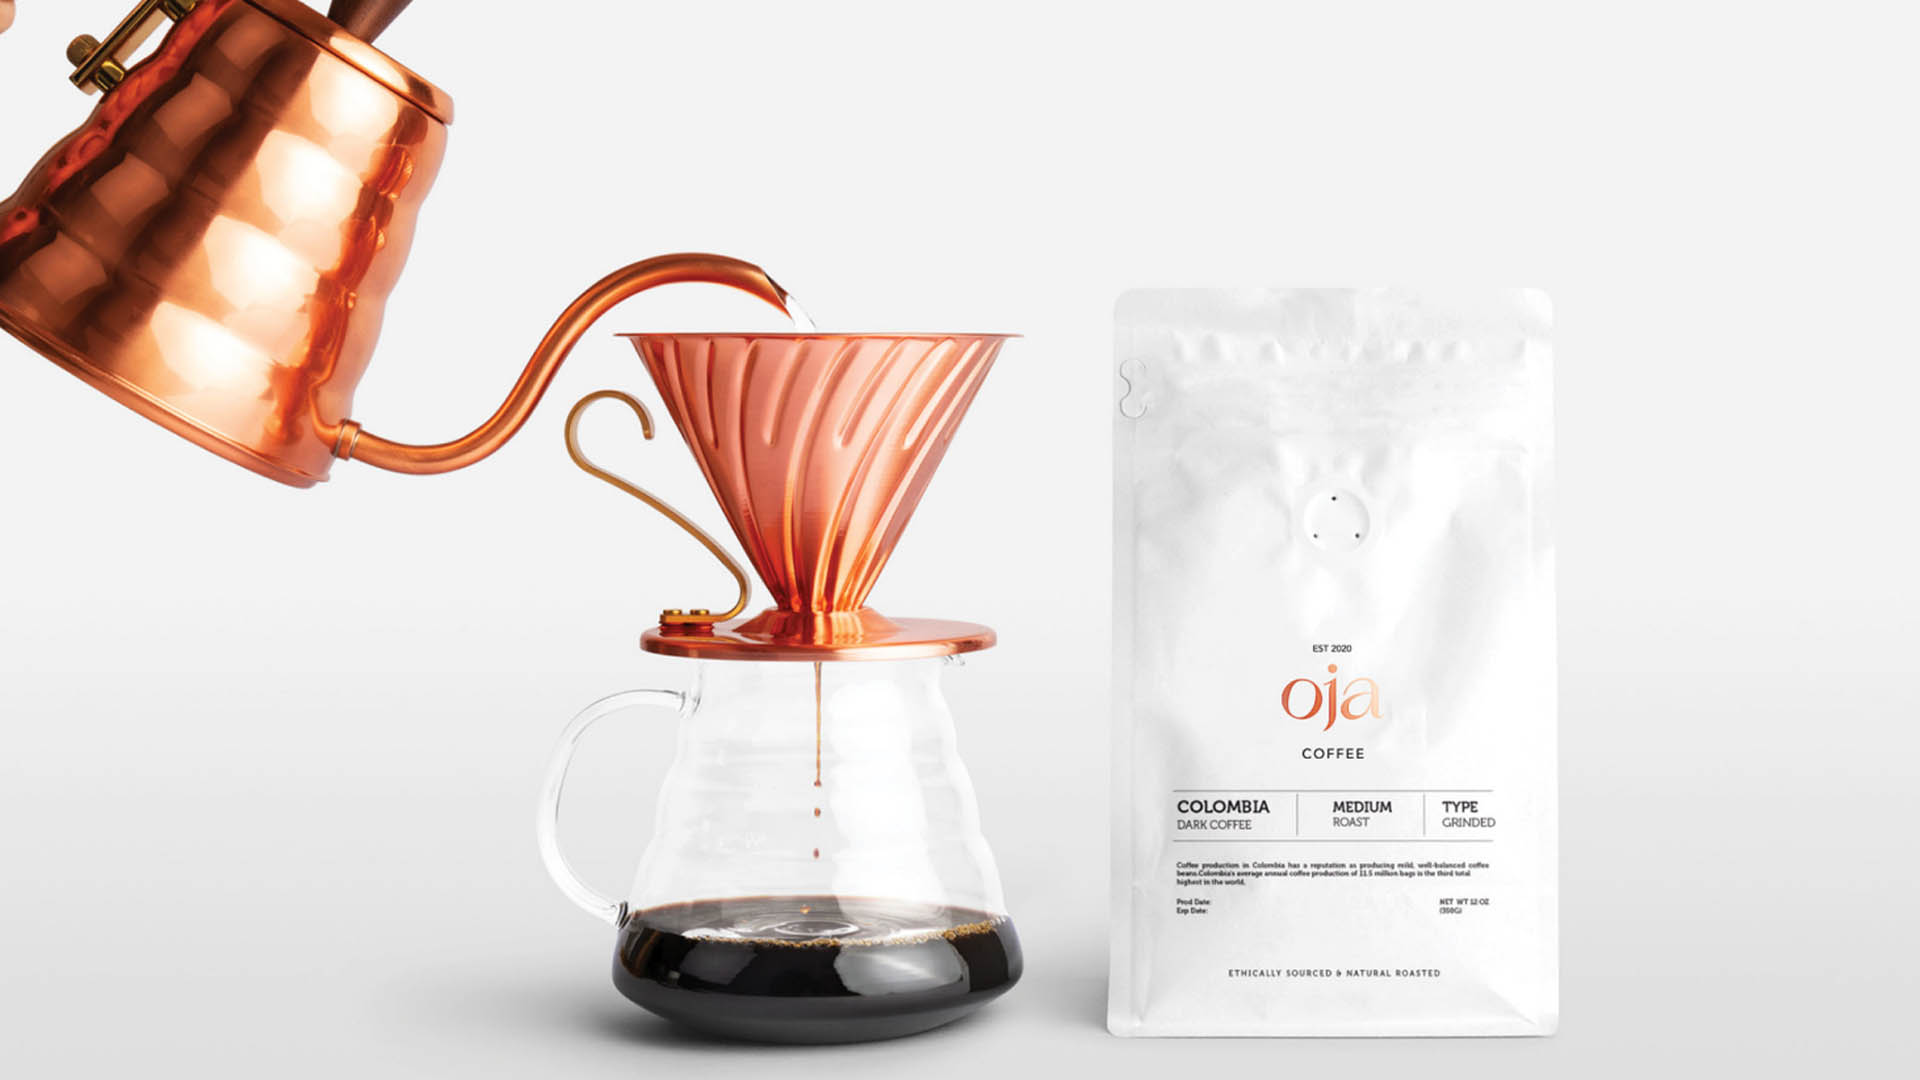 EST 2020
oja
COFFEE
COLOMBIA
DARK COFFEE
MEDIUM
ROAST
TYPE
GRINDED
Coffee production in Colombia has a reputation as producing mild, well-balanced coffee
beans.Colombia's average annual coffee production of 11.5 million bags is the third total
highest in the world.
Prod Date:
Exp Date:
NET WT 12 OZ
(350G)
ETHICALLY SOURCED & NATURAL ROASTED